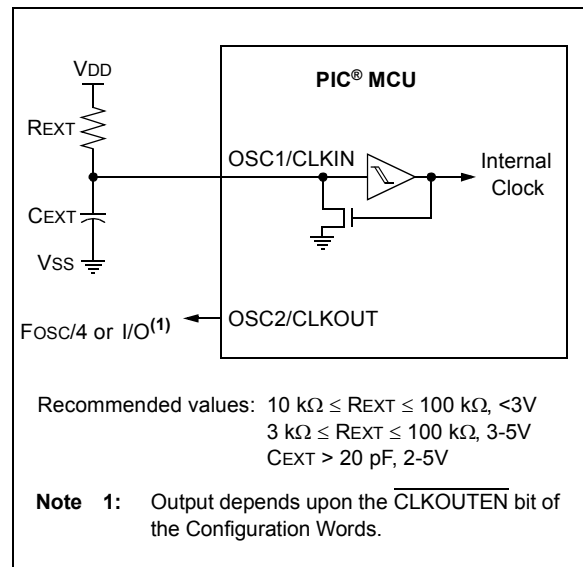 VDD
PIC® MCU
REXT
OSC1/CLKIN
Internal
Clock
CEXT
VSS
OSC2/CLKOUT
FOSC/4 or I/O(1)
Recommended values: 10 kΩ ≤ REXT ≤ 100 kΩ, <3V
3 kΩ ≤ REXT ≤ 100 kΩ, 3-5V
CEXT > 20 pF, 2-5V
Note 1: Output depends upon the CLKOUTEN bit of
the Configuration Words.